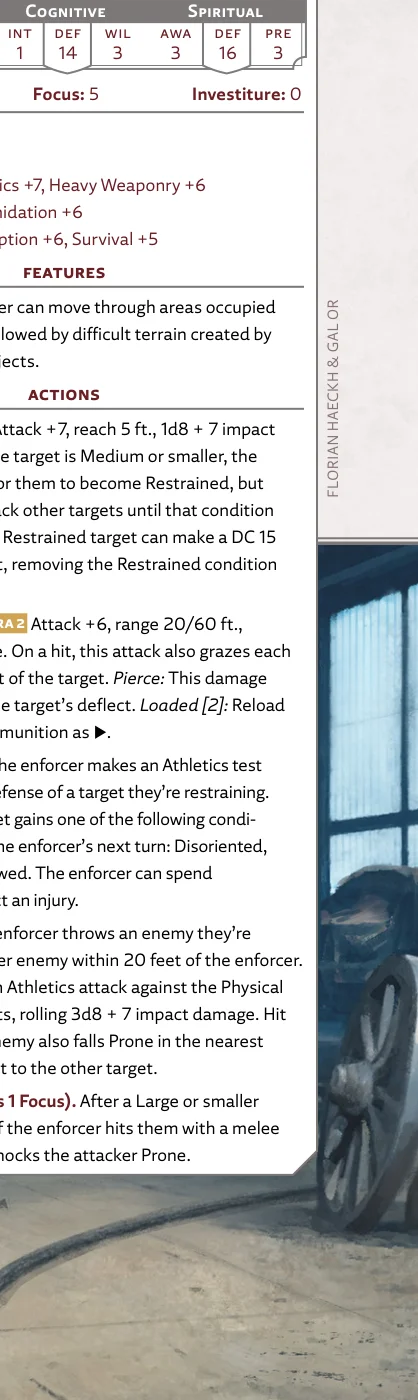 COGNITIVE SPIRITUAL
INT DEF WIL AWA DEF PRE
1 14 3 3 16 3
Focus: 5 Investiture: 0
ics +7, Heavy Weaponry +6
idation +6
ption +6, Survival +5
FEATURES
er can move through areas occupied
lowed by difficult terrain created by
jects.
ACTIONS
Attack +7, reach 5 ft., 1d8 + 7 impact
e target is Medium or smaller, the
or them to become Restrained, but
ack other targets until that condition
Restrained target can make a DC 15
t, removing the Restrained condition
RA 2 Attack +6, range 20/60 ft.,
e. On a hit, this attack also grazes each
t of the target. Pierce: This damage
e target's deflect. Loaded [2]: Reload
munition as ▶.
he enforcer makes an Athletics test
efense of a target they're restraining.
et gains one of the following condi-
he enforcer's next turn: Disoriented,
wed. The enforcer can spend
ct an injury.
enforcer throws an enemy they're
er enemy within 20 feet of the enforcer.
n Athletics attack against the Physical
ts, rolling 3d8 + 7 impact damage. Hit
nemy also falls Prone in the nearest
t to the other target.
s 1 Focus). After a Large or smaller
f the enforcer hits them with a melee
nocks the attacker Prone.
FLORIAN HAECKH & GAL OR